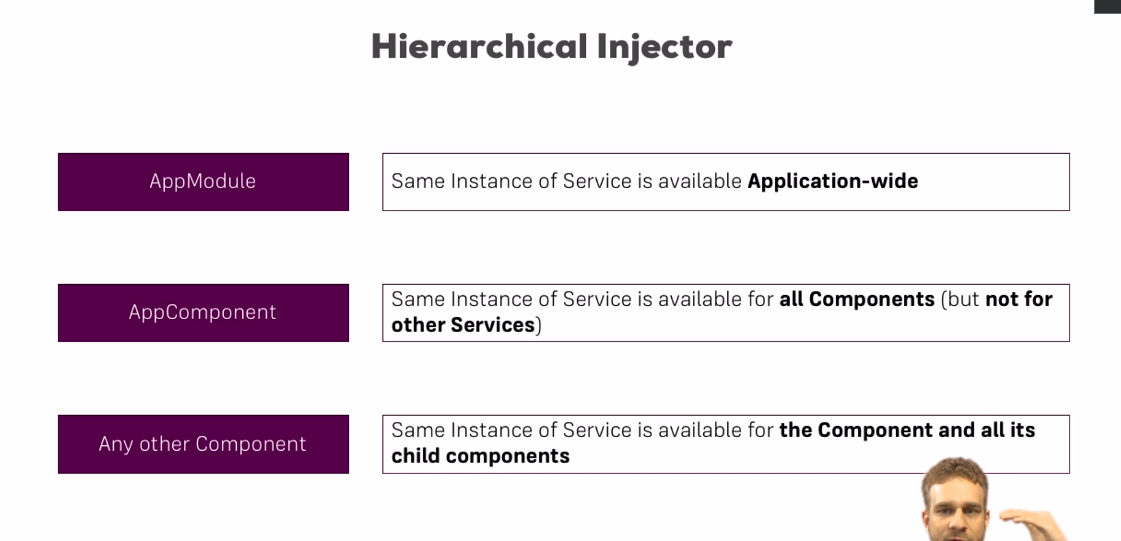 Hierarchical Injector
AppModule
Same Instance of Service is available Application-wide
AppComponent
Same Instance of Service is available for all Components (but not for
other Services)
Any other Component
Same Instance of Service is available for the Component and all its
child components